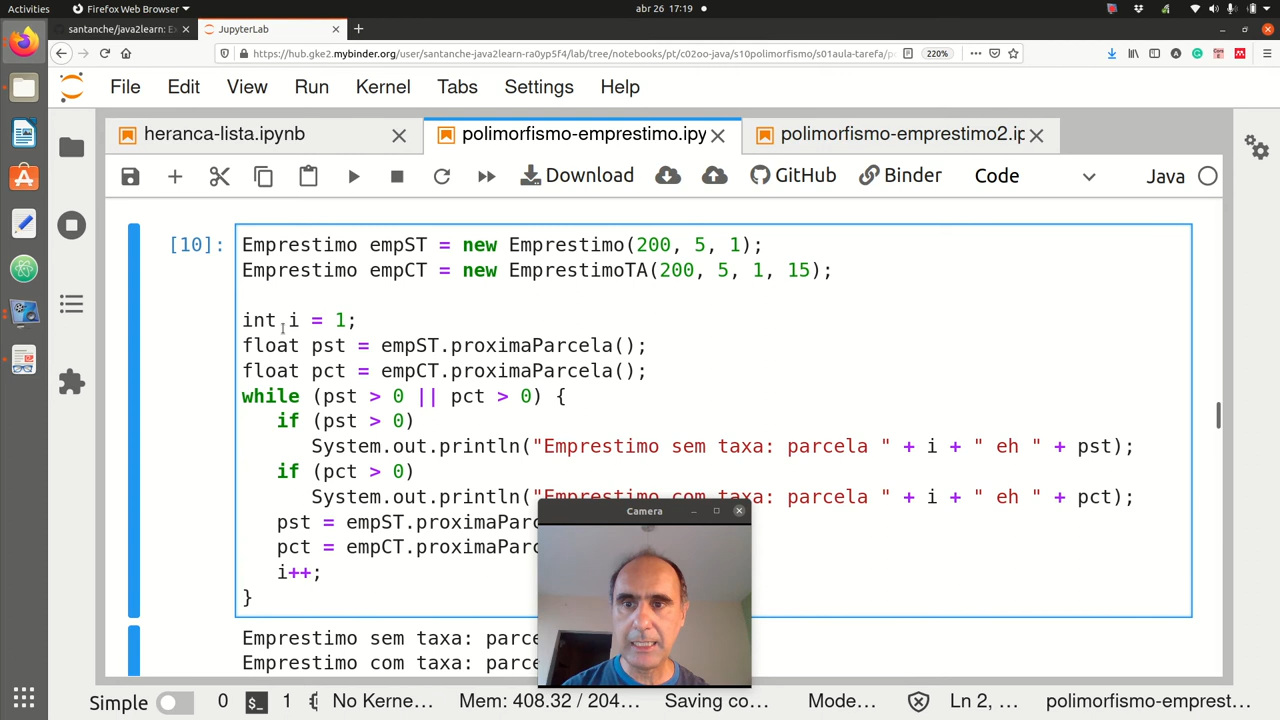 Activities Firefox Web Browser abr 26 17:19
santanche/java2learn: Ex JupyterLab
https://hub.gke2.mybinder.org/user/santanche-java2learn-ra0yp5f4/lab/tree/notebooks/pt/c02oo-java/s10polimorfismo/s01aula-tarefa/p 220%
File Edit View Run Kernel Tabs Settings Help
heranca-lista.ipynb polimorfismo-emprestimo.ipy polimorfismo-emprestimo2.ip
Download GitHub Binder Code Java
[10]: Emprestimo empST = new Emprestimo(200, 5, 1);
Emprestimo empCT = new EmprestimoTA(200, 5, 1, 15);
int i = 1;
float pst = empST.proximaParcela();
float pct = empCT.proximaParcela();
while (pst > 0 || pct > 0) {
if (pst > 0)
System.out.println("Emprestimo sem taxa: parcela " + i + " eh " + pst);
if (pct > 0)
System.out.println("Emprestimo com taxa: parcela " + i + " eh " + pct);
pst = empST.proximaParc
pct = empCT.proximaParc
i++;
}
Camera
Emprestimo sem taxa: parce
Emprestimo com taxa: parce
Simple 0 $_ 1 No Kerne... Mem: 408.32 / 204... Saving co... Mode... Ln 2, ... polimorfismo-emprest...